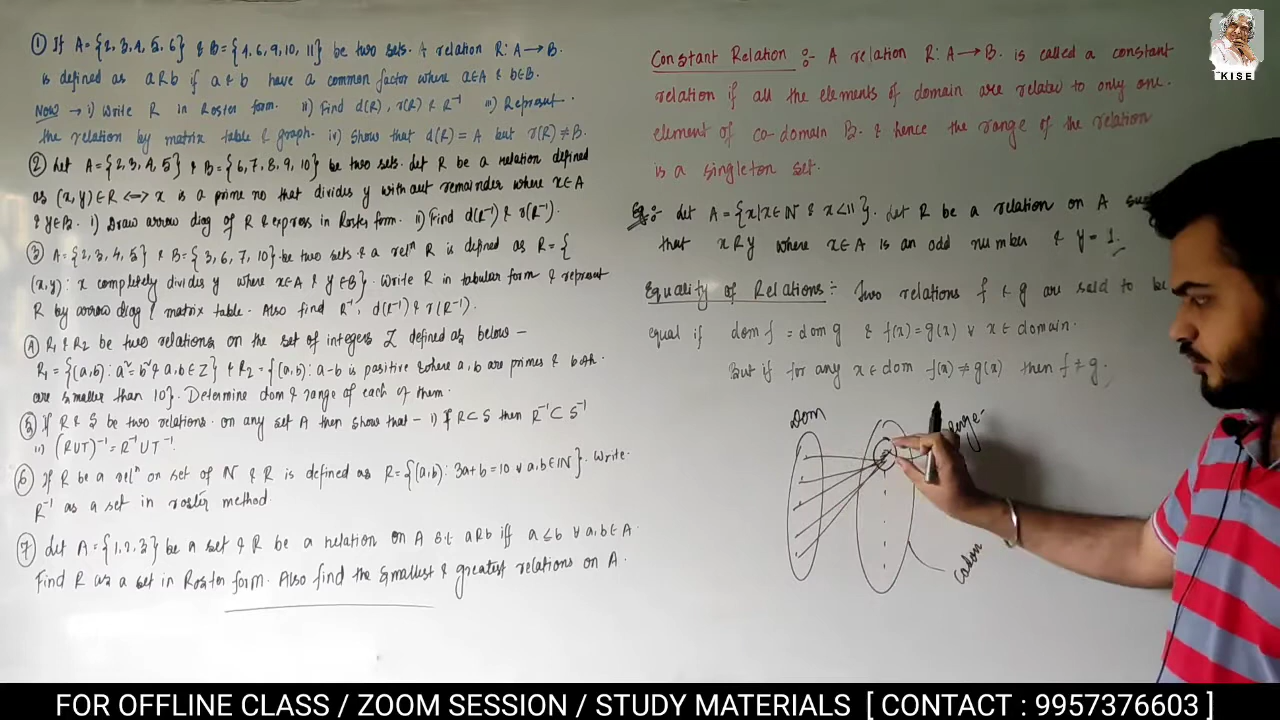 ① If A = {2, 3, 4, 5, 6} & B = {4, 6, 9, 10, 11} be two sets. A relation R: A → B.
is defined as aRb if a & b have a common factor where a∈A & b∈B.
Now → i) Write R in Roster form. ii) Find d(R), r(R) & R⁻¹ iii) Represent
the relation by matrix table & graph. iv) Show that d(R) = A but r(R) ≠ B.
② Let A = {2, 3, 4, 5} & B = {6, 7, 8, 9, 10} be two sets. Let R be a relation defined
as (x, y) ∈ R ⟺ x is a prime no that divides y with out remainder where x∈A
& y∈B. i) Draw arrow diag of R & express in Roster form. ii) Find d(R⁻¹) & r(R⁻¹).
③ A = {2, 3, 4, 5} & B = {3, 6, 7, 10} be two sets & a relⁿ R is defined as R = {
(x, y): x completely divides y where x∈A & y∈B}. Write R in tabular form & represent
R by arrow diag & matrix table. Also find R⁻¹, d(R⁻¹) & r(R⁻¹).
④ R₁ & R₂ be two relations on the set of integers Z defined as below –
R₁ = {(a, b): a² = b² & a, b ∈ Z} & R₂ = {(a, b): a-b is positive where a, b are primes & both
are smaller than 10}. Determine dom & range of each of them.
⑤ If R & S be two relations on any set A then show that – i) If R⊂S then R⁻¹⊂S⁻¹
ii) (RUT)⁻¹ = R⁻¹UT⁻¹.
⑥ If R be a relⁿ on set of N & R is defined as R = {(a, b): 3a+b = 10 ∀ a, b ∈ N}. Write
R⁻¹ as a set in roster method
⑦ Let A = {1, 2, 3} be a set & R be a relation on A s.t aRb iff a ≤ b ∀ a, b ∈ A
Find R as a set in Roster form. Also find the smallest & greatest relations on A.
Constant Relation : A relation R: A → B. is called a constant
relation if all the elements of domain are related to only one
element of co-domain B. & hence the range of the relation
is a singleton set.
Eg: Let A = {x|x∈N & x<11}. Let R be a relation on A
that xRy where x∈A is an odd number & y = 1.
Equality of Relations:- Two relations f & g are said to be
equal if dom f = dom g & f(x) = g(x) ∀ x ∈ domain.
But if for any x ∈ dom f(x) ≠ g(x) then f ≠ g.
Dom
codom
KISE
FOR OFFLINE CLASS / ZOOM SESSION / STUDY MATERIALS [ CONTACT : 9957376603 ]